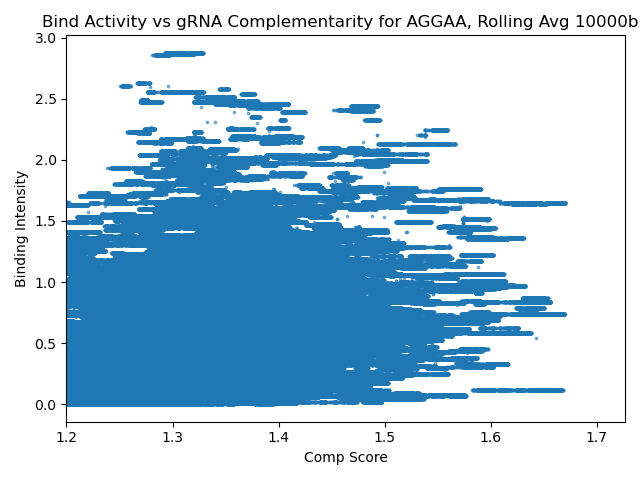 Bind Activity vs gRNA Complementarity for AGGAA, Rolling Avg 10000b
3.0
2.5
2.0
1.5
1.0
0.5
0.0
Binding Intensity
1.2 1.3 1.4 1.5 1.6 1.7
Comp Score